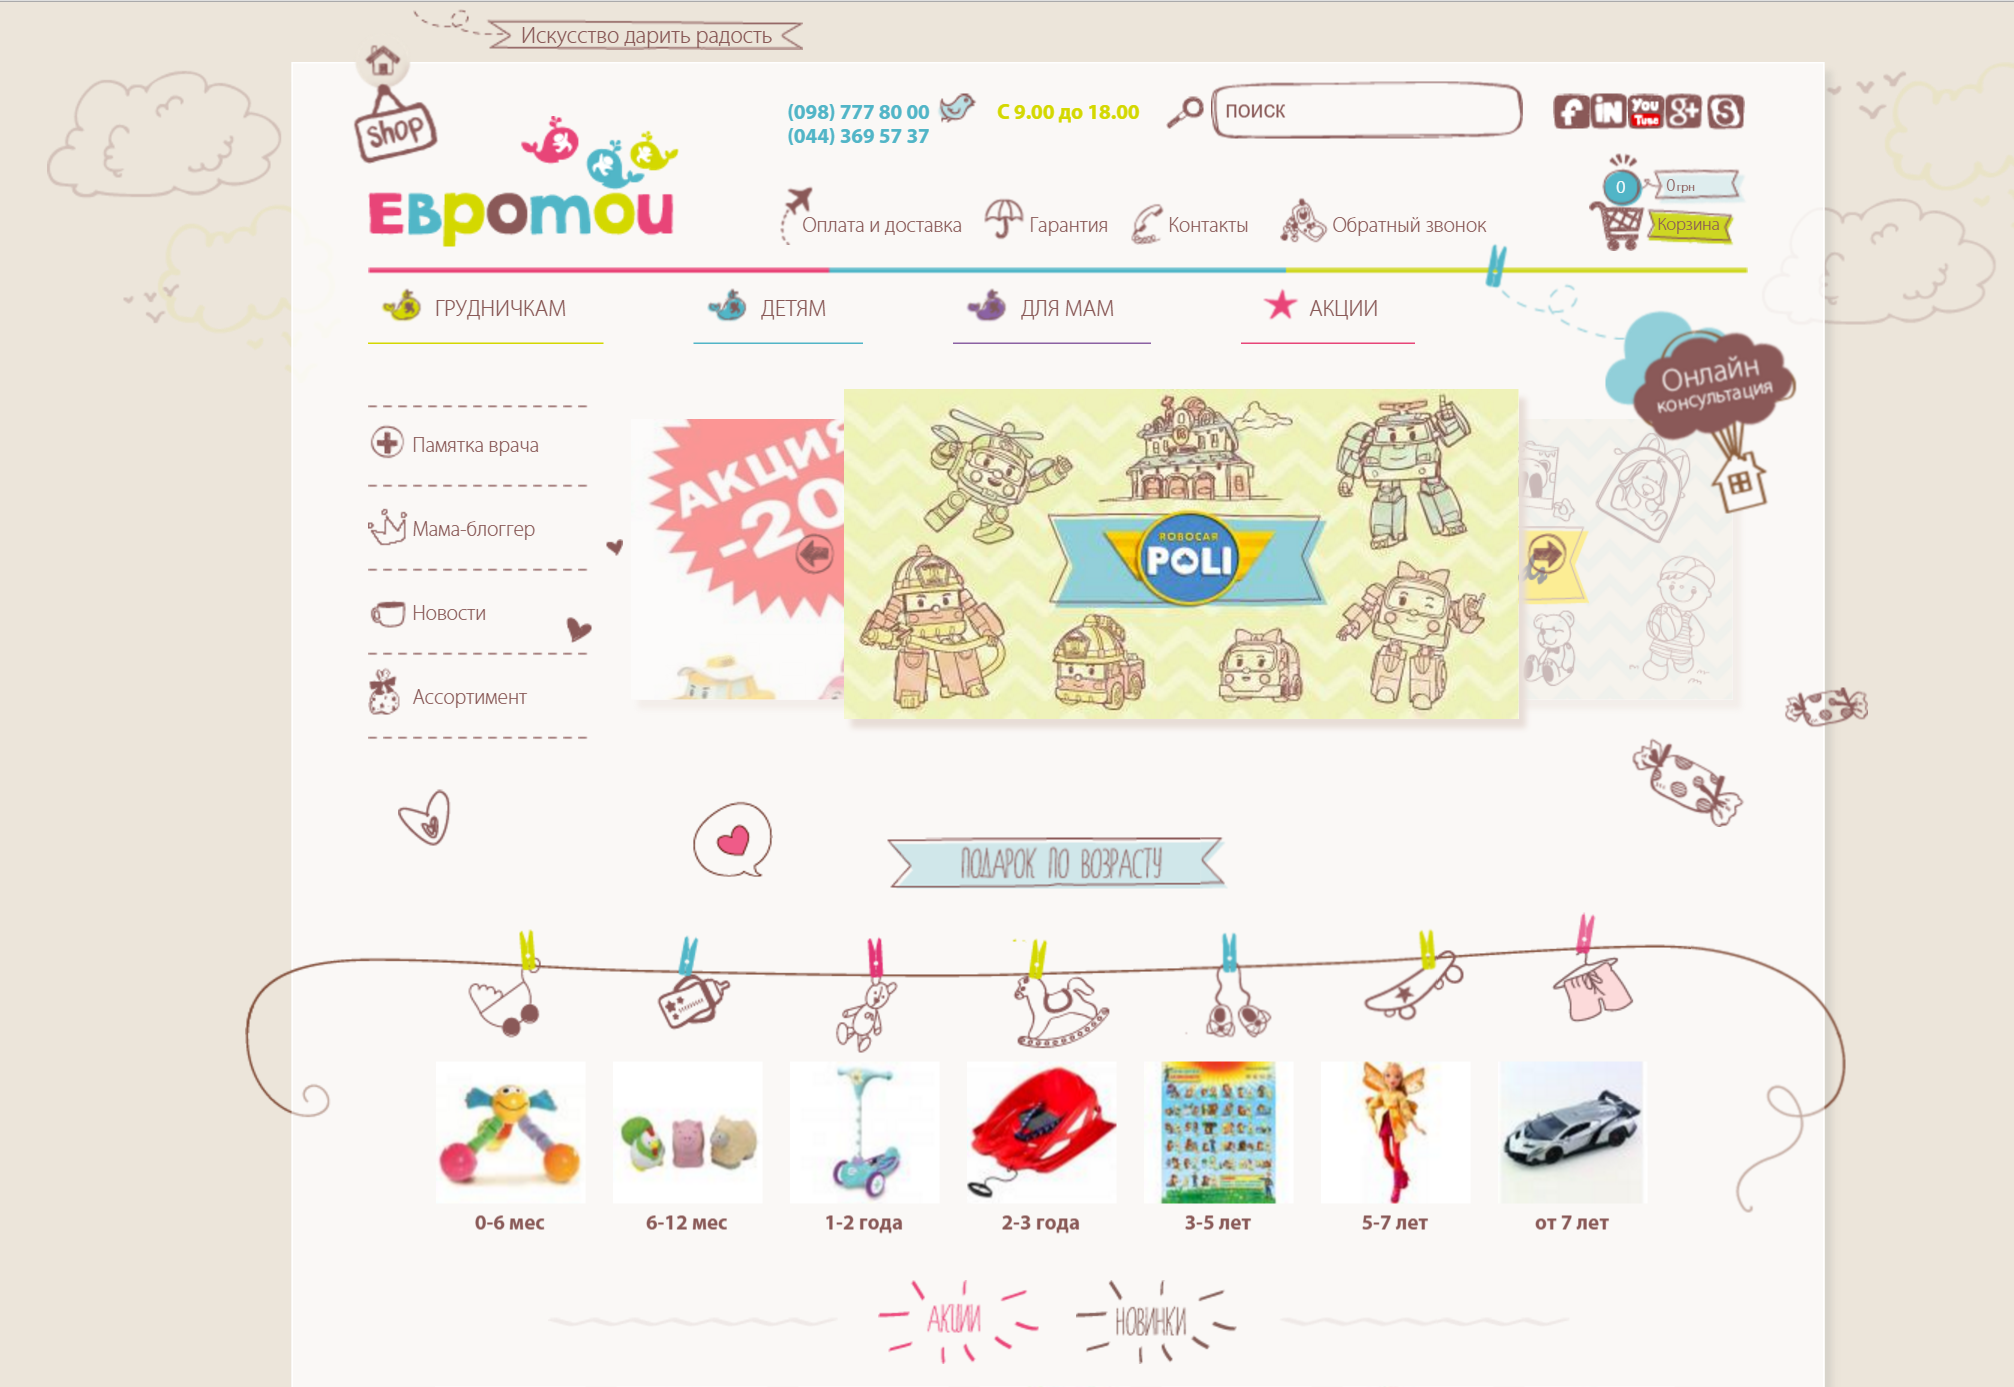 Искусство дарить радость
shop
(098) 777 80 00
(044) 369 57 37
С 9.00 до 18.00
поиск
f
in
You
Tube
g+
S
Евротои
0
0 грн
Корзина
Оплата и доставка
Гарантия
Контакты
Обратный звонок
ГРУДНИЧКАМ
ДЕТЯМ
ДЛЯ МАМ
АКЦИИ
Онлайн
консультация
Памятка врача
Мама-блоггер
Новости
Ассортимент
АКЦИЯ
-20
ROBOCAR
POLI
ПОДАРОК ПО ВОЗРАСТУ
0-6 мес
6-12 мес
1-2 года
2-3 года
3-5 лет
5-7 лет
от 7 лет
АКЦИИ
НОВИНКИ